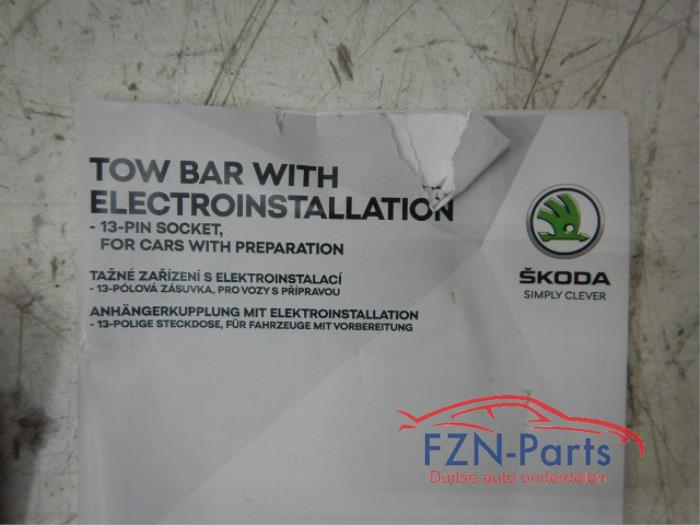 TOW BAR WITH
ELECTROINSTALLATION
- 13-PIN SOCKET,
FOR CARS WITH PREPARATION
TAŽNÉ ZAŘÍZENÍ S ELEKTROINSTALACÍ
- 13-PÓLOVÁ ZÁSUVKA, PRO VOZY S PŘÍPRAVOU
ANHÄNGERKUPPLUNG MIT ELEKTROINSTALLATION
- 13-POLIGE STECKDOSE, FÜR FAHRZEUGE MIT VORBEREITUNG
ŠKODA
SIMPLY CLEVER
FZN-Parts
Duitse auto onderdelen